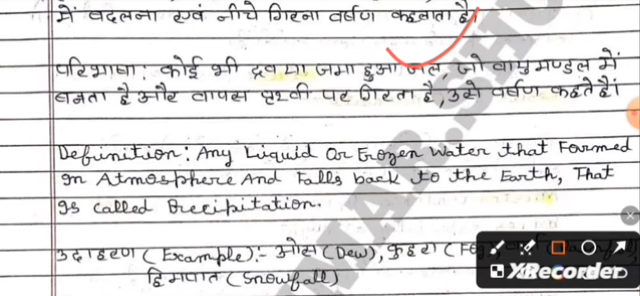 में बदलना एवं नीचे गिरना वर्षण कहलाता है।
परिभाषा: कोई भी द्रव या जमा हुआ जल, जो वायुमण्डल में
बनता है और वापस पृथ्वी पर गिरता है, उसे वर्षण कहते हैं।
Definition: Any Liquid Or Frozen Water that Formed
In Atmosphere And Falls back to the Earth, That
Is Called Precipitation.
उदाहरण (Example):- ओस (Dew), कुहरा
हिमपात (Snowfall)
XRecorder